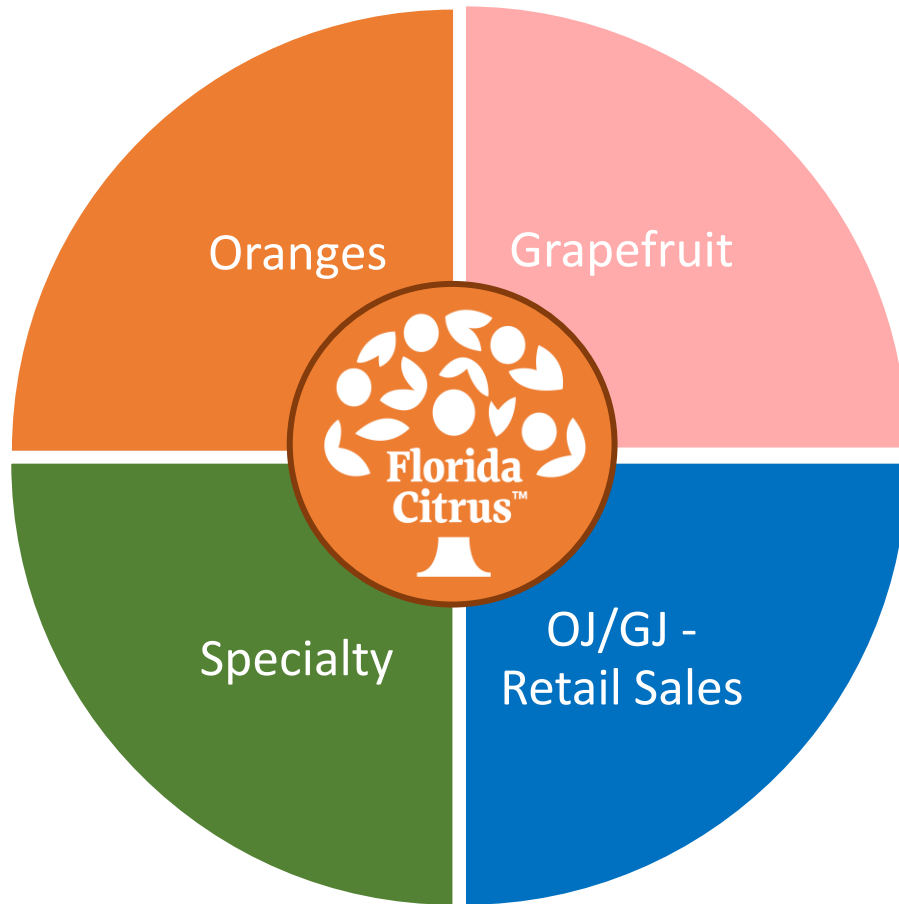 Oranges
Grapefruit
Florida
Citrus™
Specialty
OJ/GJ -
Retail Sales